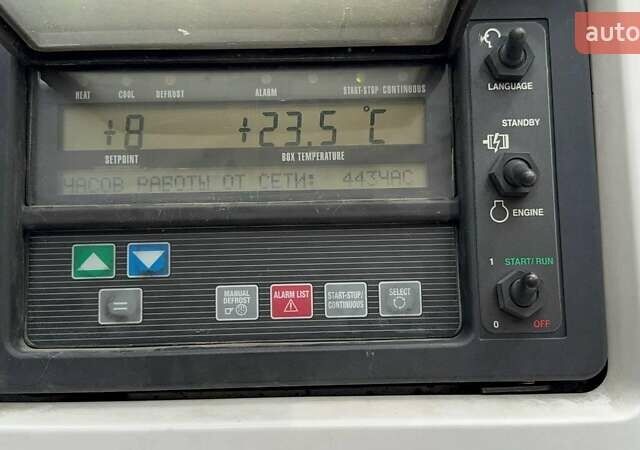 auto
HEAT COOL DEFROST ALARM START-STOP CONTINUOUS
+8 +23.5 °C
SETPOINT BOX TEMPERATURE
ЧАСОВ РАБОТЫ ОТ СЕТИ: 443ЧАС
LANGUAGE
STANDBY
ENGINE
1 START/RUN
0 OFF
=
MANUAL DEFROST
ALARM LIST
START-STOP/ CONTINUOUS
SELECT